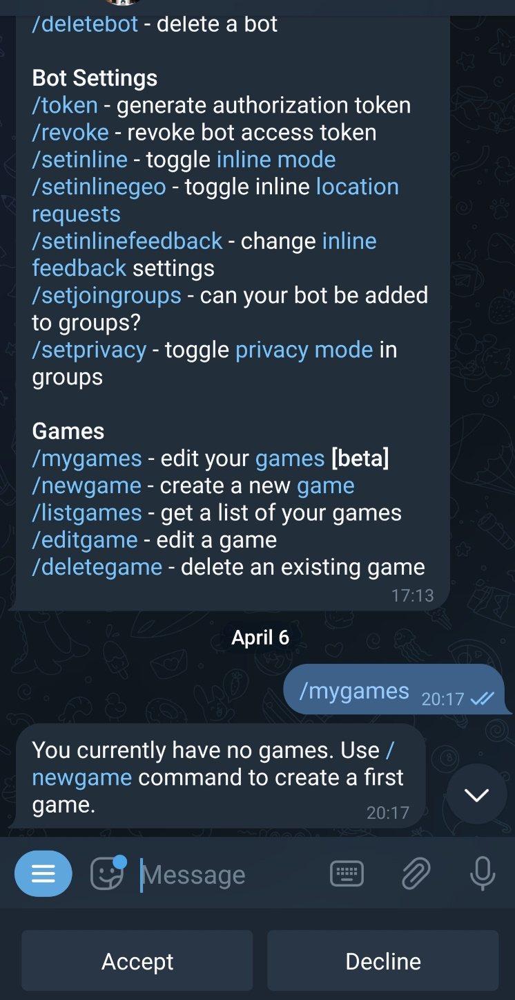 /deletebot - delete a bot
Bot Settings
/token - generate authorization token
/revoke - revoke bot access token
/setinline - toggle inline mode
/setinlinegeo - toggle inline location
requests
/setinlinefeedback - change inline
feedback settings
/setjoingroups - can your bot be added
to groups?
/setprivacy - toggle privacy mode in
groups
Games
/mygames - edit your games [beta]
/newgame - create a new game
/listgames - get a list of your games
/editgame - edit a game
/deletegame - delete an existing game
17:13
April 6
/mygames 20:17
You currently have no games. Use /
newgame command to create a first
game.
20:17
Message
Accept
Decline